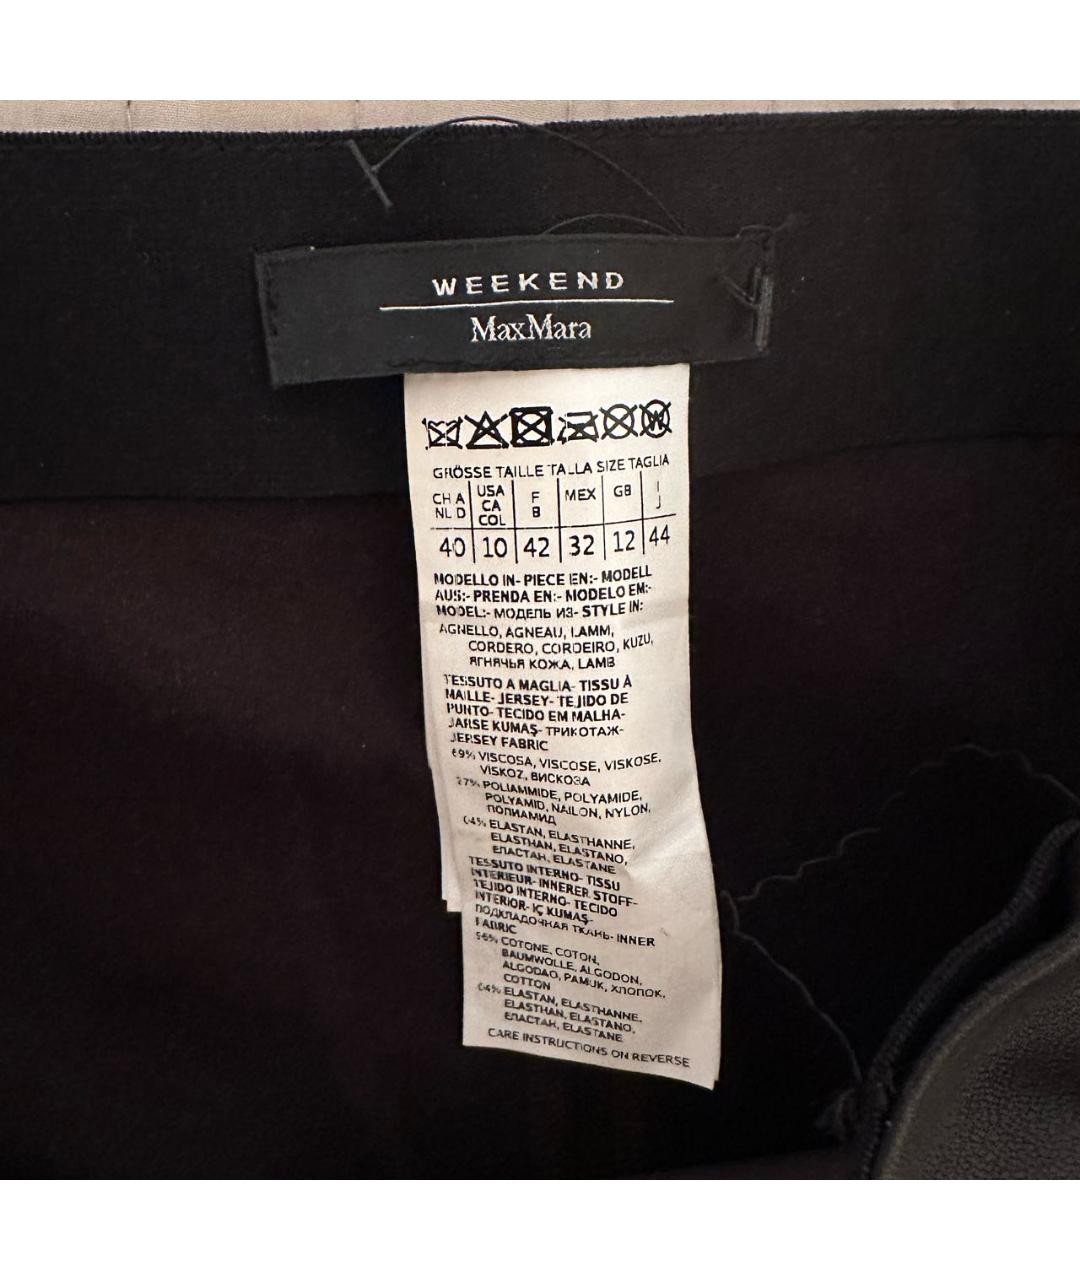 WEEKEND
MaxMara
GRÖSSE TAILLE TALLA SIZE TAGLIA
CH A NL D | USA CA COL | F B | MEX | GB | I J
40 | 10 | 42 | 32 | 12 | 44
MODELLO IN- PIECE EN:- MODELL
AUS:- PRENDA EN:- MODELO EM:-
MODEL:- МОДЕЛЬ ИЗ- STYLE IN:
AGNELLO, AGNEAU, LAMM,
CORDERO, CORDEIRO, KUZU,
ЯГНЯЧЬЯ КОЖА, LAMB
TESSUTO A MAGLIA- TISSU À
MAILLE- JERSEY- TEJIDO DE
PUNTO- TECIDO EM MALHA-
JARSE KUMAŞ- ТРИКОТАЖ-
JERSEY FABRIC
69% VISCOSA, VISCOSE, VISKOSE,
VISKOZ, ВИСКОЗА
27% POLIAMMIDE, POLYAMIDE,
POLYAMID, NAILON, NYLON,
ПОЛИАМИД
04% ELASTAN, ELASTHANNE,
ELASTHAN, ELASTANO,
ЕЛАСТАН, ELASTANE
TESSUTO INTERNO- TISSU
INTERIEUR- INNERER STOFF-
TEJIDO INTERNO- TECIDO
INTERIOR- IÇ KUMAŞ-
ПОДКЛАДОЧНАЯ ТКАНЬ- INNER
FABRIC
96% COTONE, COTON,
BAUMWOLLE, ALGODON,
ALGODAO, PAMUK, ХЛОПОК,
COTTON
04% ELASTAN, ELASTHANNE,
ELASTHAN, ELASTANO,
ЕЛАСТАН, ELASTANE
CARE INSTRUCTIONS ON REVERSE